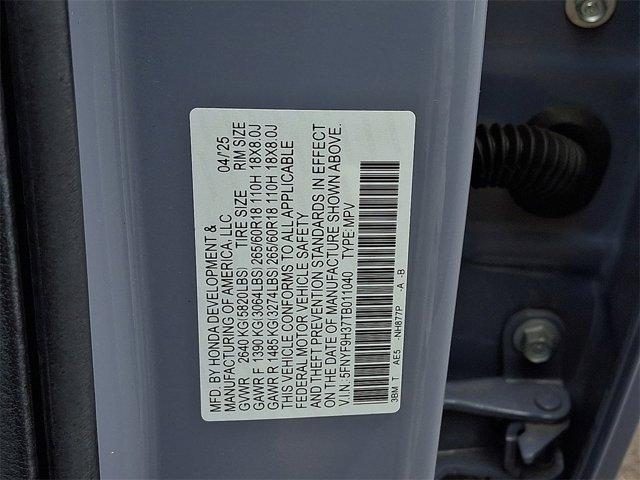 MFD. BY HONDA DEVELOPMENT &
MANUFACTURING OF AMERICA, LLC 04/'25
GVWR 2640 KG(5820LBS) TIRE SIZE RIM SIZE
GAWR F 1390 KG(3064LBS) 265/60R18 110H 18X8.0J
GAWR R 1485 KG(3274LBS) 265/60R18 110H 18X8.0J
THIS VEHICLE CONFORMS TO ALL APPLICABLE
FEDERAL MOTOR VEHICLE SAFETY
AND THEFT PREVENTION STANDARDS IN EFFECT
ON THE DATE OF MANUFACTURE SHOWN ABOVE.
V.I.N.: 5FNYF9H37TB011040 TYPE:MPV
3BM T AE5 -NH877P -A -B